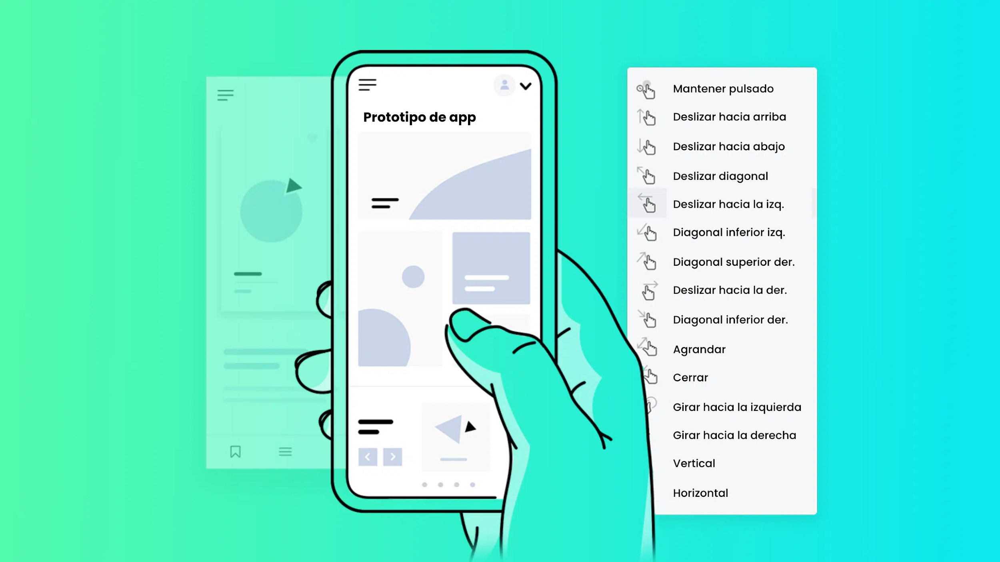 Prototipo de app
Mantener pulsado
Deslizar hacia arriba
Deslizar hacia abajo
Deslizar diagonal
Deslizar hacia la izq.
Diagonal inferior izq.
Diagonal superior der.
Deslizar hacia la der.
Diagonal inferior der.
Agrandar
Cerrar
Girar hacia la izquierda
Girar hacia la derecha
Vertical
Horizontal